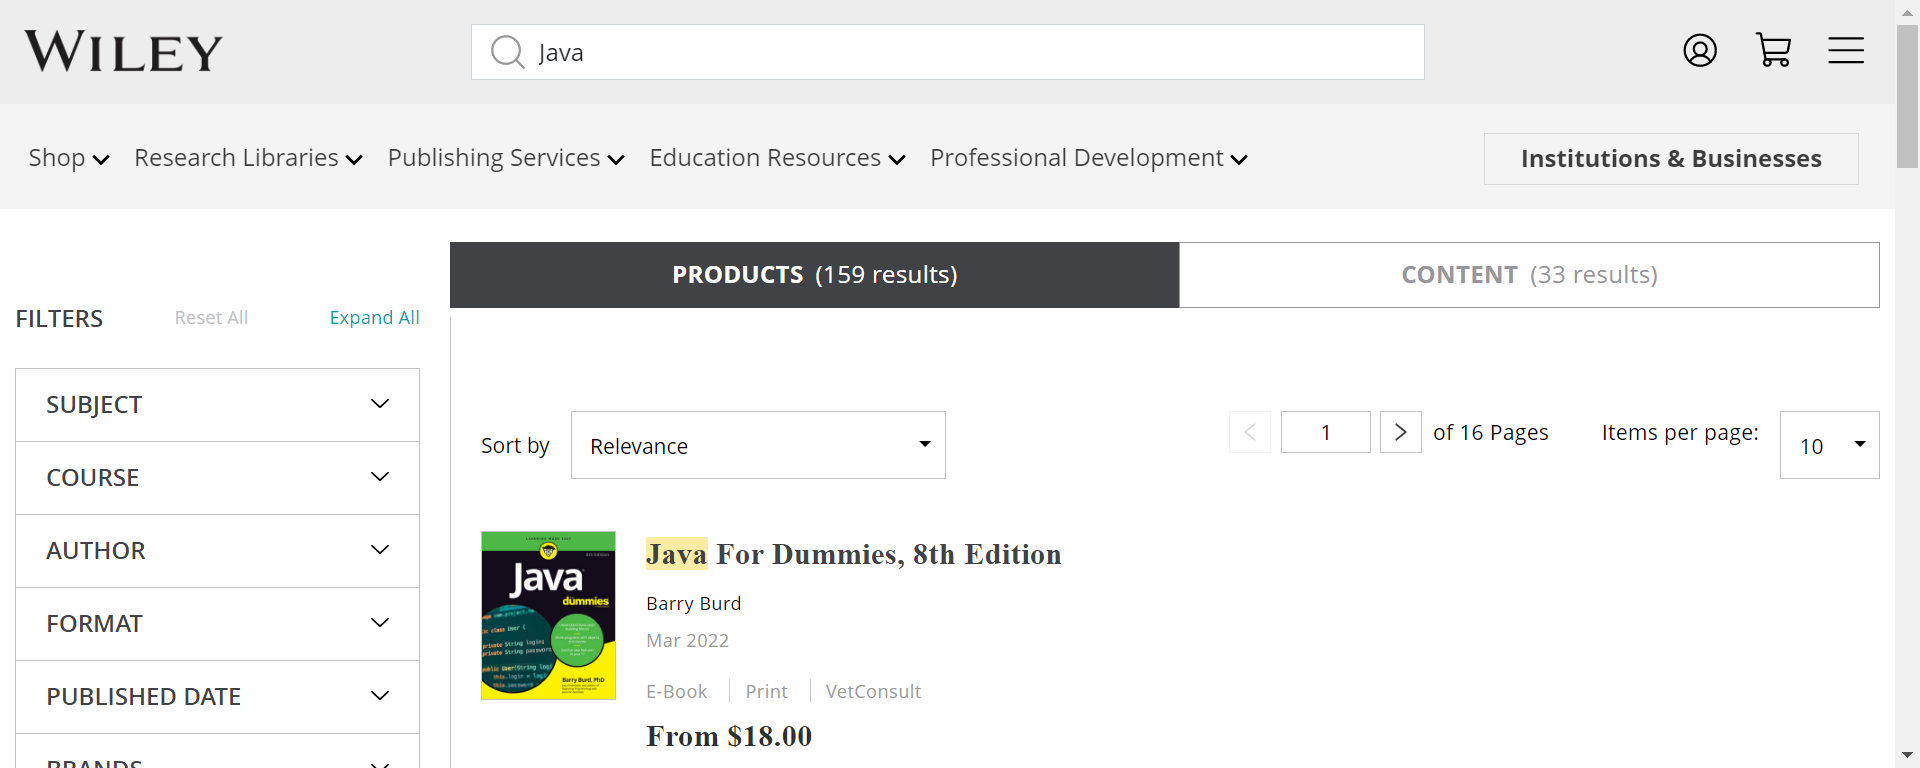 WILEY
Java
Shop
Research Libraries
Publishing Services
Education Resources
Professional Development
Institutions & Businesses
PRODUCTS (159 results)
CONTENT (33 results)
FILTERS
Reset All
Expand All
SUBJECT
COURSE
AUTHOR
FORMAT
PUBLISHED DATE
BRANDS
Sort by
Relevance
1
of 16 Pages
Items per page:
10
Java
dummies
Barry Burd, PhD
Java For Dummies, 8th Edition
Barry Burd
Mar 2022
E-Book
Print
VetConsult
From $18.00